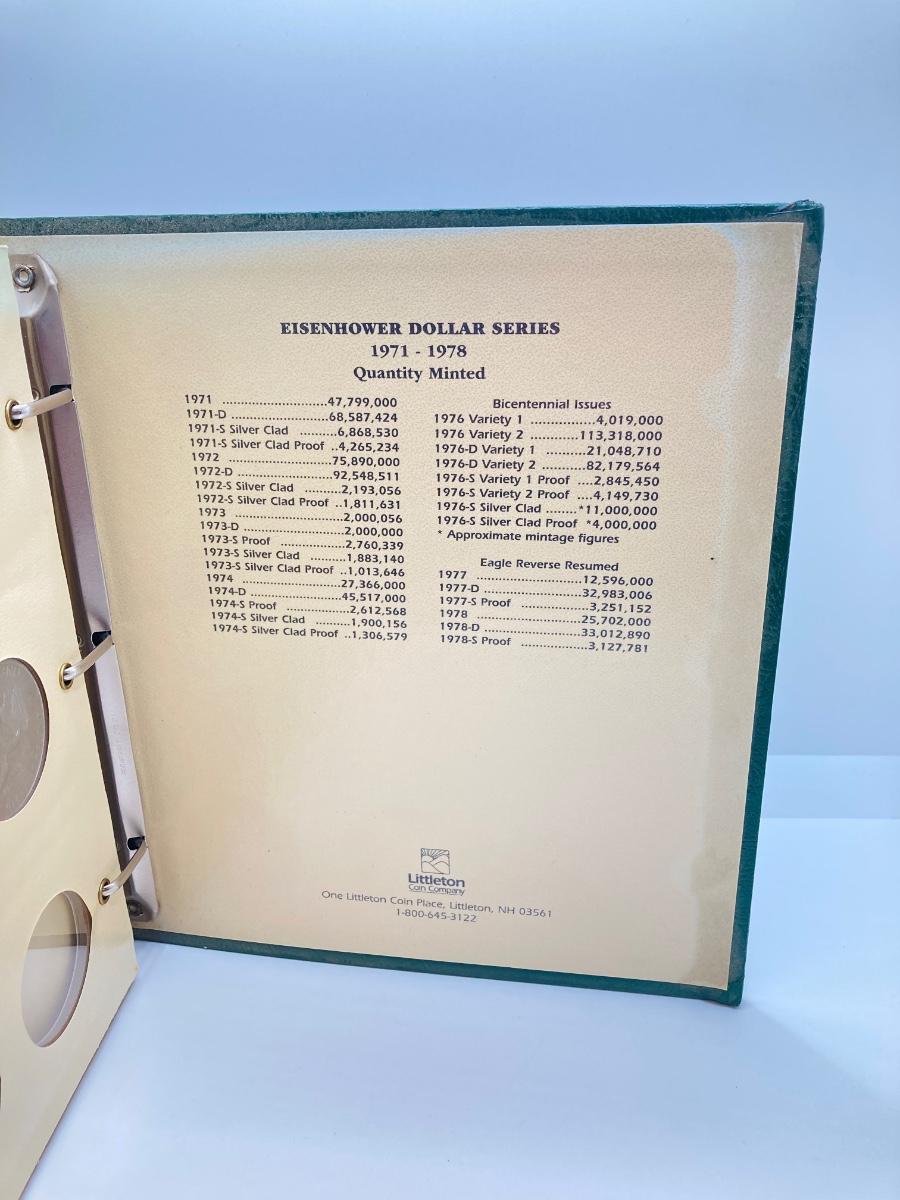 EISENHOWER DOLLAR SERIES
1971 - 1978
Quantity Minted
1971 ............................47,799,000
1971-D ..........................68,587,424
1971-S Silver Clad ..........6,868,530
1971-S Silver Clad Proof ..4,265,234
1972 .............................75,890,000
1972-D ..........................92,548,511
1972-S Silver Clad ..........2,193,056
1972-S Silver Clad Proof ..1,811,631
1973 .............................2,000,056
1973-D ...........................2,000,000
1973-S Proof .................2,760,339
1973-S Silver Clad ..........1,883,140
1973-S Silver Clad Proof ..1,013,646
1974 ...........................27,366,000
1974-D ..........................45,517,000
1974-S Proof .................2,612,568
1974-S Silver Clad ..........1,900,156
1974-S Silver Clad Proof ..1,306,579
Bicentennial Issues
1976 Variety 1 .................4,019,000
1976 Variety 2 ............113,318,000
1976-D Variety 1 ..........21,048,710
1976-D Variety 2 ...........82,179,564
1976-S Variety 1 Proof ....2,845,450
1976-S Variety 2 Proof ....4,149,730
1976-S Silver Clad ........*11,000,000
1976-S Silver Clad Proof *4,000,000
* Approximate mintage figures
Eagle Reverse Resumed
1977 ............................12,596,000
1977-D ..........................32,983,006
1977-S Proof ..................3,251,152
1978 .............................25,702,000
1978-D ..........................33,012,890
1978-S Proof ..................3,127,781
Littleton
Coin Company
One Littleton Coin Place, Littleton, NH 03561
1-800-645-3122